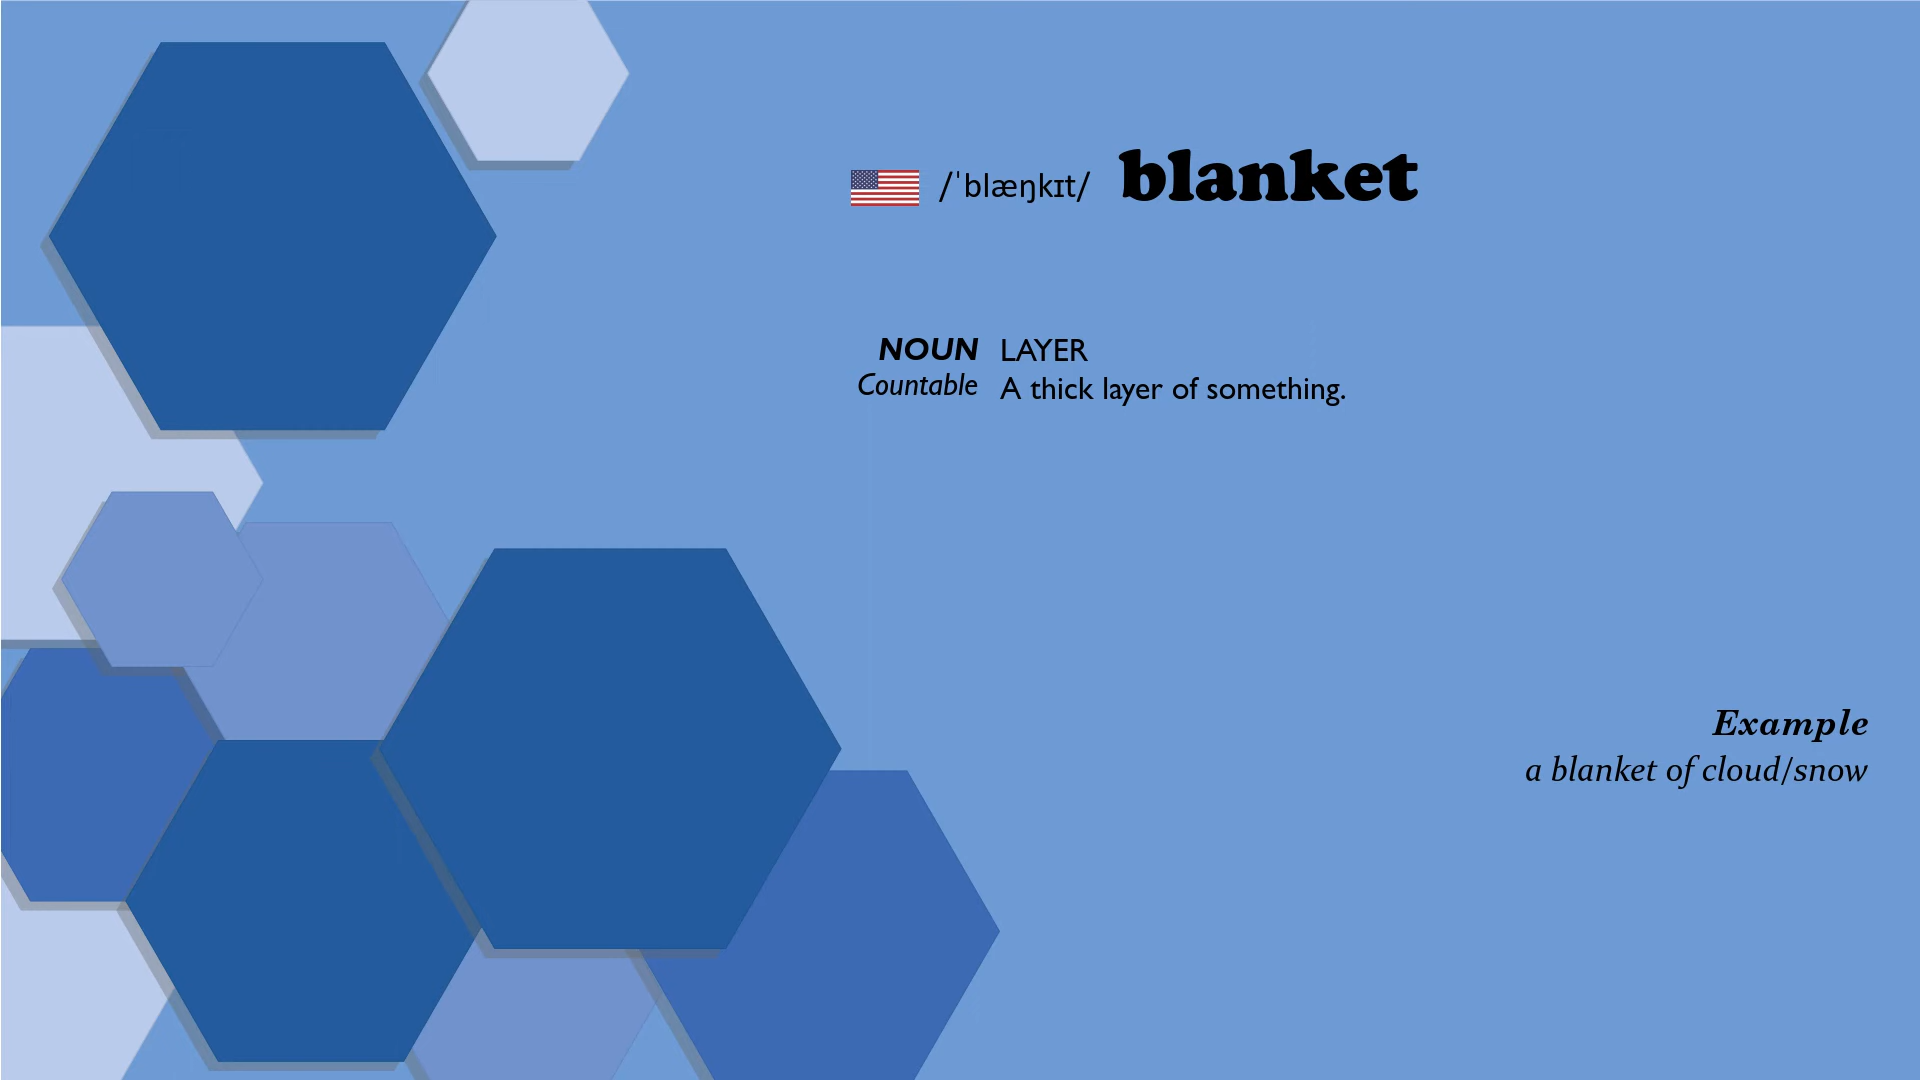 /ˈblæŋkɪt/ blanket
NOUN LAYER
Countable A thick layer of something.
Example
a blanket of cloud/snow